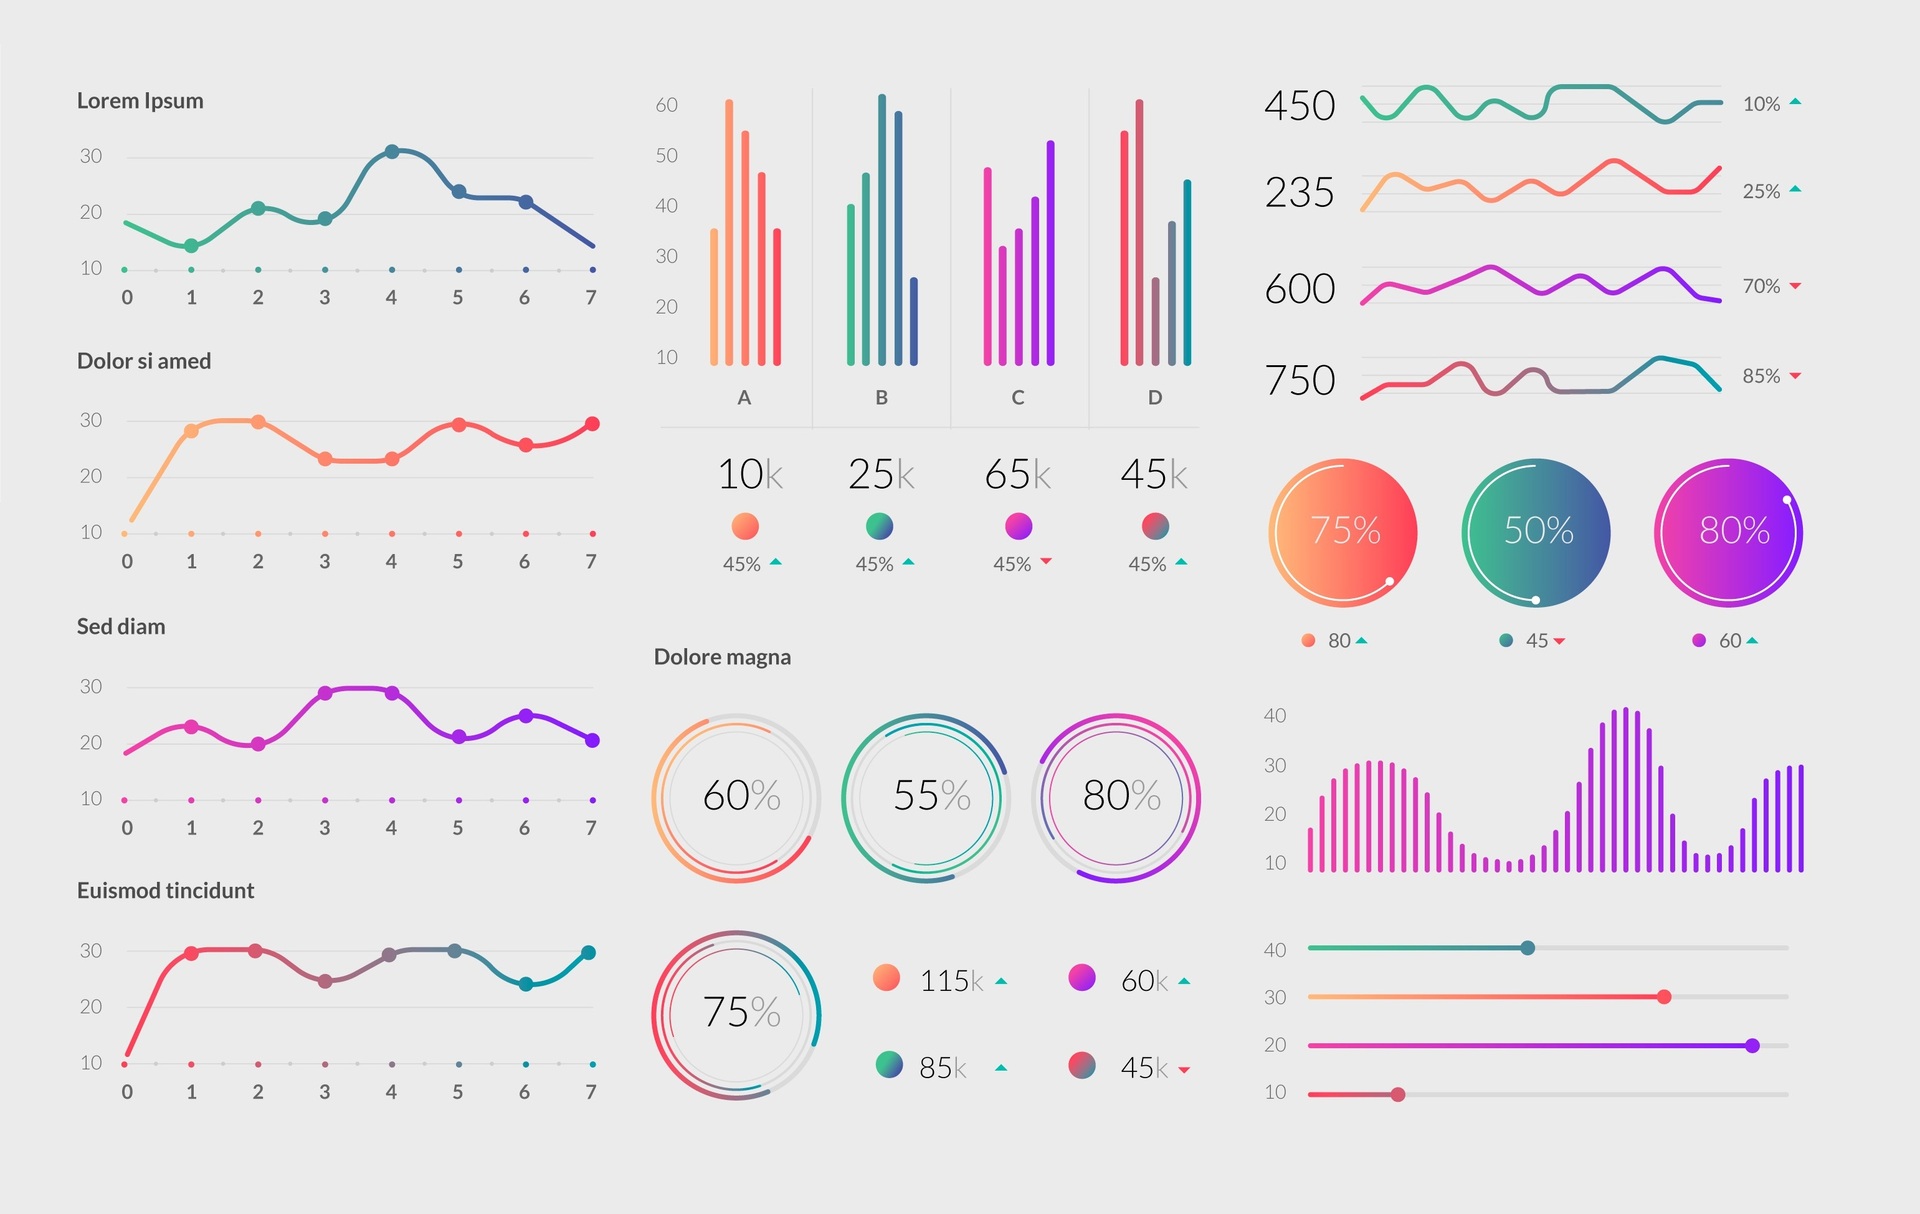 Lorem Ipsum
30
20
10
0 1 2 3 4 5 6 7
Dolor si amed
30
20
10
0 1 2 3 4 5 6 7
Sed diam
30
20
10
0 1 2 3 4 5 6 7
Euismod tincidunt
30
20
10
0 1 2 3 4 5 6 7
60
50
40
30
20
10
A B C D
10k 25k 65k 45k
45% 45% 45% 45%
Dolore magna
60% 55% 80%
75%
115k 60k
85k 45k
450 10%
235 25%
600 70%
750 85%
75% 50% 80%
80 45 60
40
30
20
10
40
30
20
10